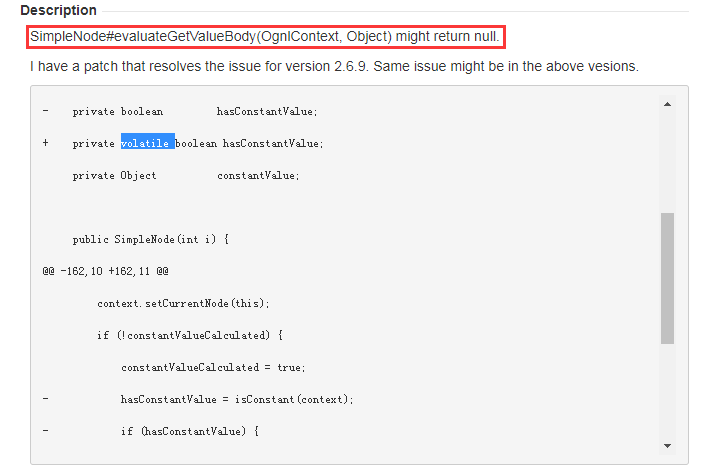 Description
SimpleNode#evaluateGetValueBody(OgnlContext, Object) might return null.
I have a patch that resolves the issue for version 2.6.9. Same issue might be in the above vesions.
- private boolean hasConstantValue;
+ private volatile boolean hasConstantValue;
private Object constantValue;
public SimpleNode(int i) {
@@ -162,10 +162,11 @@
context.setCurrentNode(this);
if (!constantValueCalculated) {
constantValueCalculated = true;
- hasConstantValue = isConstant(context);
- if (hasConstantValue) {